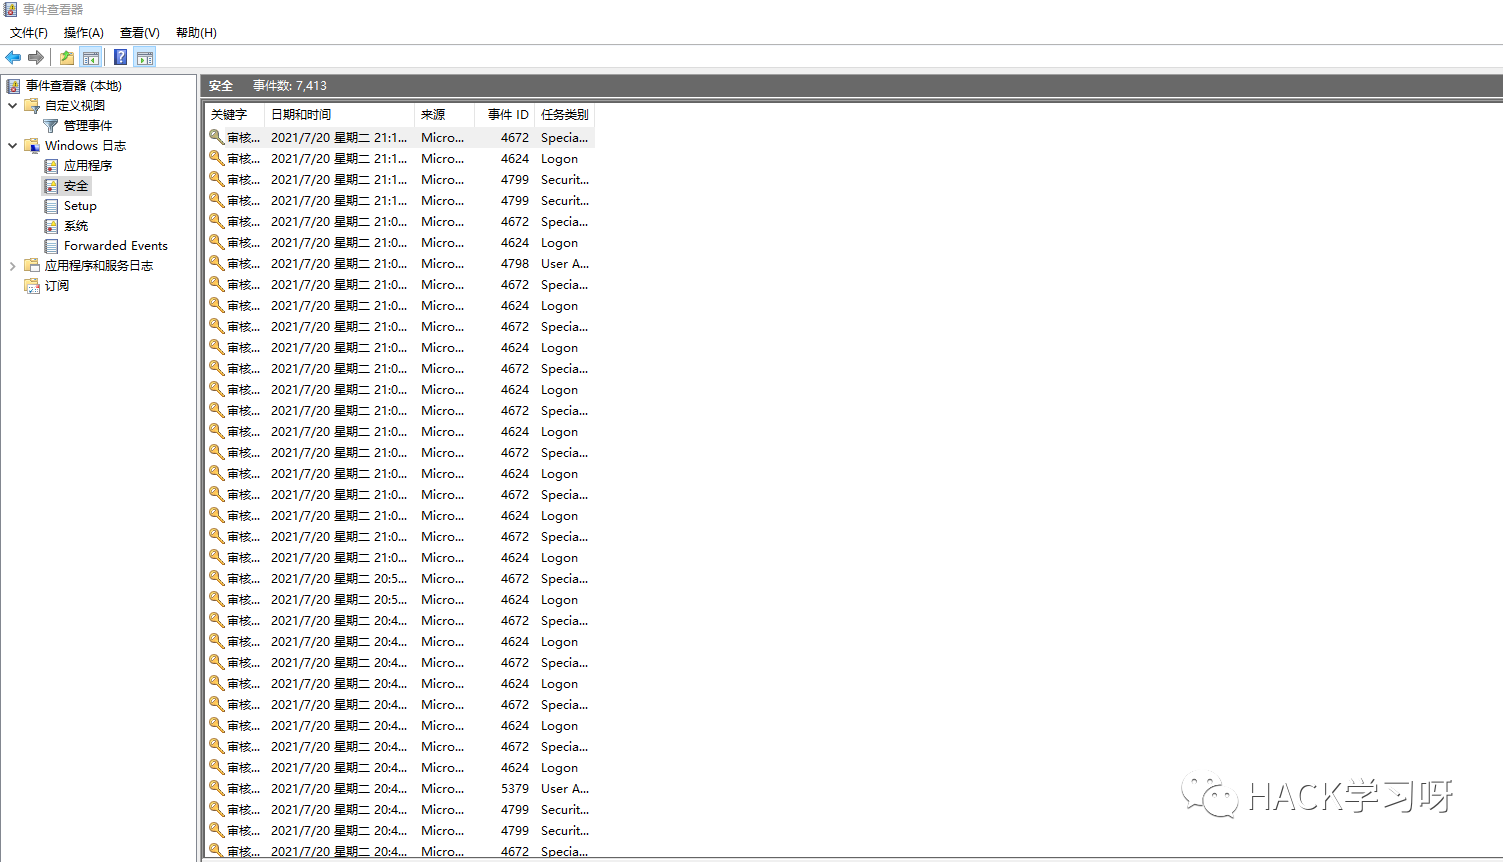 事件查看器
文件(F) 操作(A) 查看(V) 帮助(H)
事件查看器 (本地)
自定义视图
管理事件
Windows 日志
应用程序
安全
Setup
系统
Forwarded Events
应用程序和服务日志
订阅
安全 事件数: 7,413
关键字 日期和时间 来源 事件 ID 任务类别
审核... 2021/7/20 星期二 21:1... Micro... 4672 Specia...
审核... 2021/7/20 星期二 21:1... Micro... 4624 Logon
审核... 2021/7/20 星期二 21:1... Micro... 4799 Securit...
审核... 2021/7/20 星期二 21:1... Micro... 4799 Securit...
审核... 2021/7/20 星期二 21:0... Micro... 4672 Specia...
审核... 2021/7/20 星期二 21:0... Micro... 4624 Logon
审核... 2021/7/20 星期二 21:0... Micro... 4798 User A...
审核... 2021/7/20 星期二 21:0... Micro... 4672 Specia...
审核... 2021/7/20 星期二 21:0... Micro... 4624 Logon
审核... 2021/7/20 星期二 21:0... Micro... 4672 Specia...
审核... 2021/7/20 星期二 21:0... Micro... 4624 Logon
审核... 2021/7/20 星期二 21:0... Micro... 4672 Specia...
审核... 2021/7/20 星期二 21:0... Micro... 4624 Logon
审核... 2021/7/20 星期二 21:0... Micro... 4672 Specia...
审核... 2021/7/20 星期二 21:0... Micro... 4624 Logon
审核... 2021/7/20 星期二 21:0... Micro... 4672 Specia...
审核... 2021/7/20 星期二 21:0... Micro... 4624 Logon
审核... 2021/7/20 星期二 21:0... Micro... 4672 Specia...
审核... 2021/7/20 星期二 21:0... Micro... 4624 Logon
审核... 2021/7/20 星期二 21:0... Micro... 4672 Specia...
审核... 2021/7/20 星期二 21:0... Micro... 4624 Logon
审核... 2021/7/20 星期二 20:5... Micro... 4672 Specia...
审核... 2021/7/20 星期二 20:5... Micro... 4624 Logon
审核... 2021/7/20 星期二 20:4... Micro... 4672 Specia...
审核... 2021/7/20 星期二 20:4... Micro... 4624 Logon
审核... 2021/7/20 星期二 20:4... Micro... 4672 Specia...
审核... 2021/7/20 星期二 20:4... Micro... 4624 Logon
审核... 2021/7/20 星期二 20:4... Micro... 4672 Specia...
审核... 2021/7/20 星期二 20:4... Micro... 4624 Logon
审核... 2021/7/20 星期二 20:4... Micro... 4672 Specia...
审核... 2021/7/20 星期二 20:4... Micro... 4624 Logon
审核... 2021/7/20 星期二 20:4... Micro... 5379 User A...
审核... 2021/7/20 星期二 20:4... Micro... 4799 Securit...
审核... 2021/7/20 星期二 20:4... Micro... 4799 Securit...
审核... 2021/7/20 星期二 20:4... Micro... 4672 Specia...
HACK学习呀